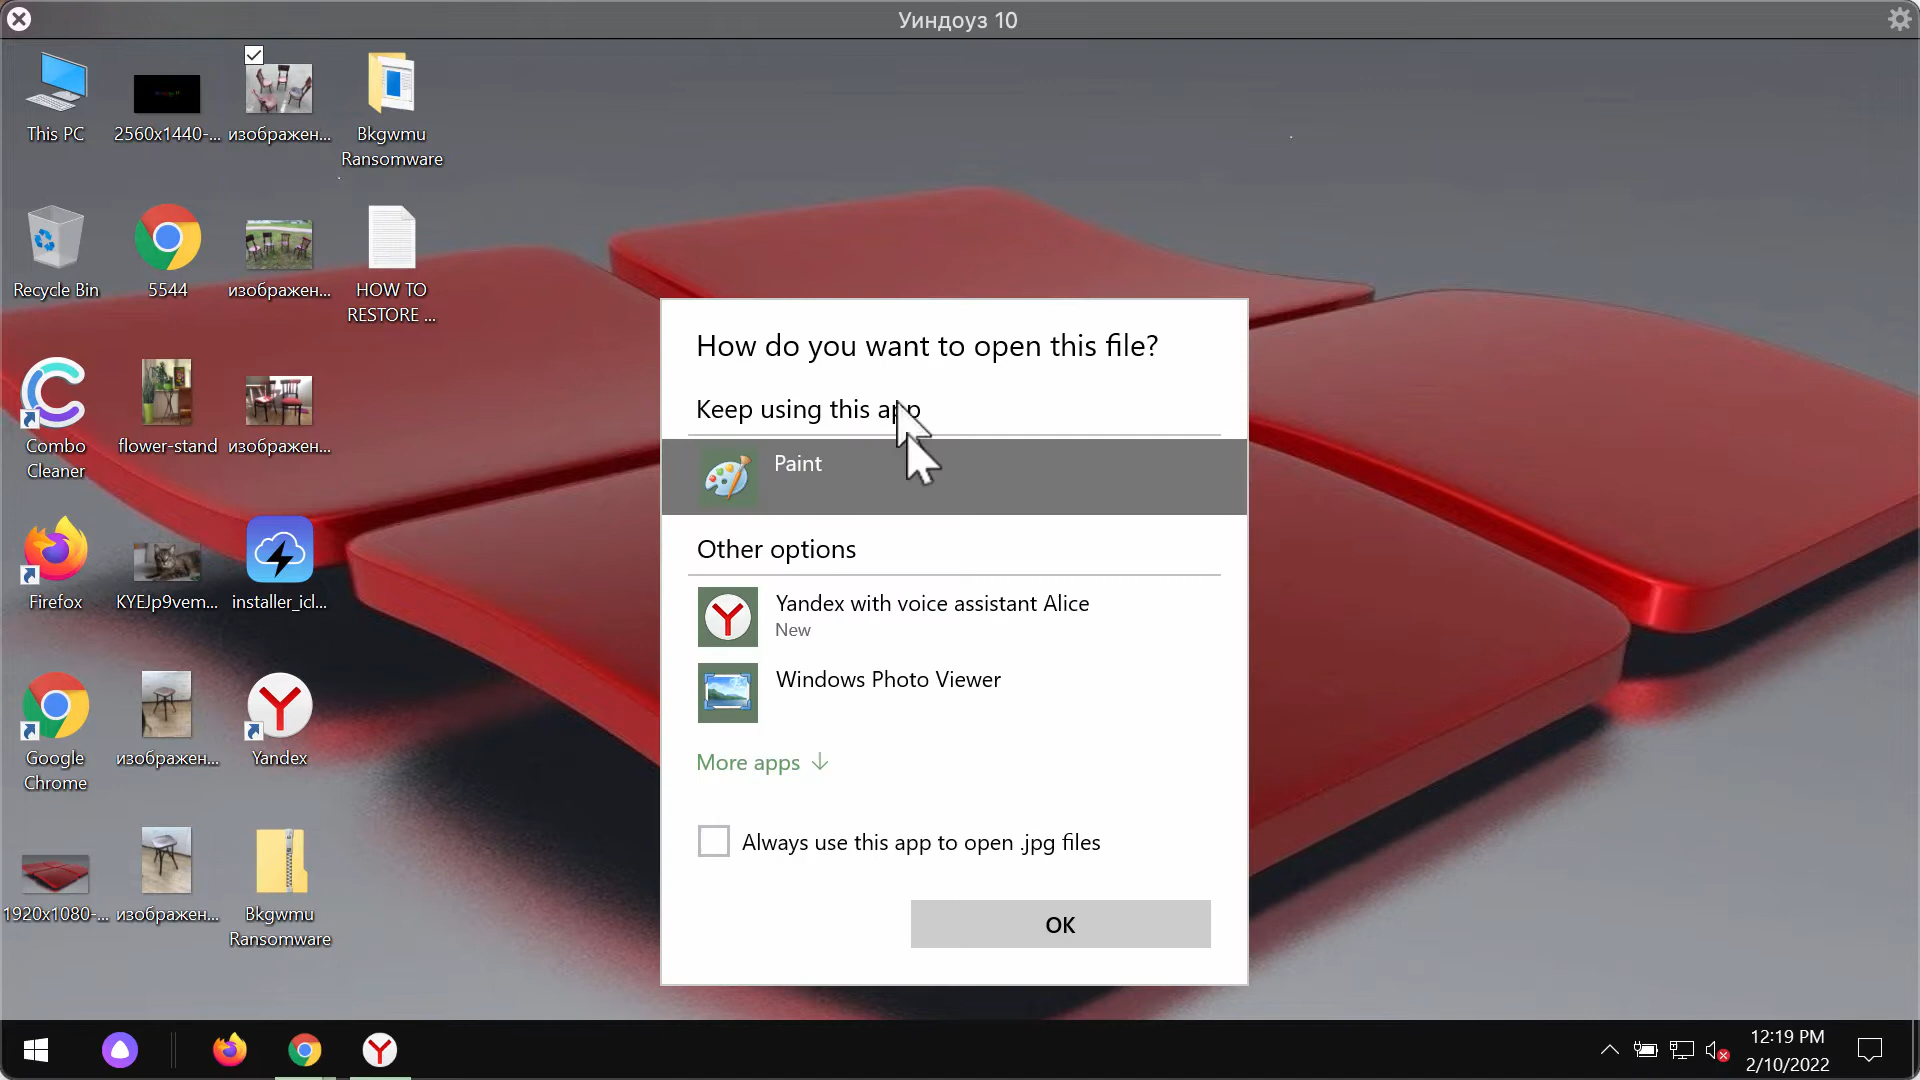 Уиндоуз 10
This PC
2560x1440-...
изображен...
Bkgwmu
Ransomware
Recycle Bin
5544
изображен...
HOW TO
RESTORE ...
Combo
Cleaner
flower-stand
изображен...
Firefox
KYEJp9vem...
installer_icl...
Google
Chrome
изображен...
Yandex
1920x1080-...
изображен...
Bkgwmu
Ransomware
How do you want to open this file?
Keep using this app
Paint
Other options
Yandex with voice assistant Alice
New
Windows Photo Viewer
More apps
Always use this app to open .jpg files
OK
12:19 PM
2/10/2022